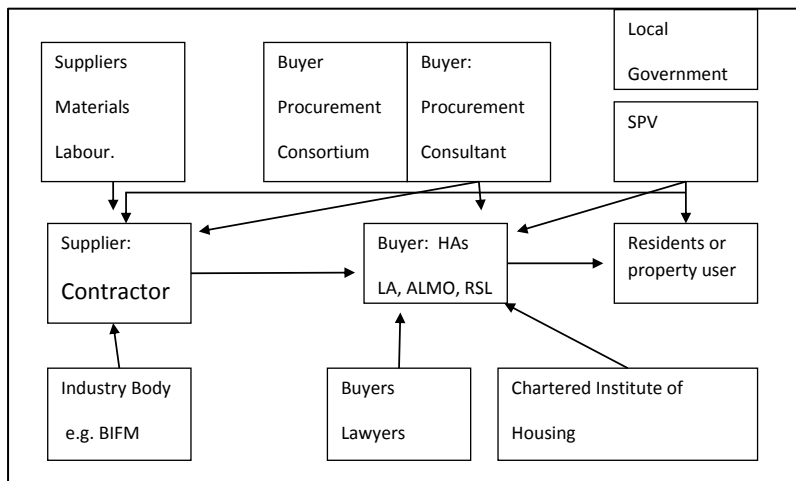 Suppliers
Materials
Labour.
Buyer
Procurement
Consortium
Buyer:
Procurement
Consultant
Local
Government
SPV
Supplier:
Contractor
Buyer: HAs
LA, ALMO, RSL
Residents or
property user
Industry Body
e.g. BIFM
Buyers
Lawyers
Chartered Institute of
Housing